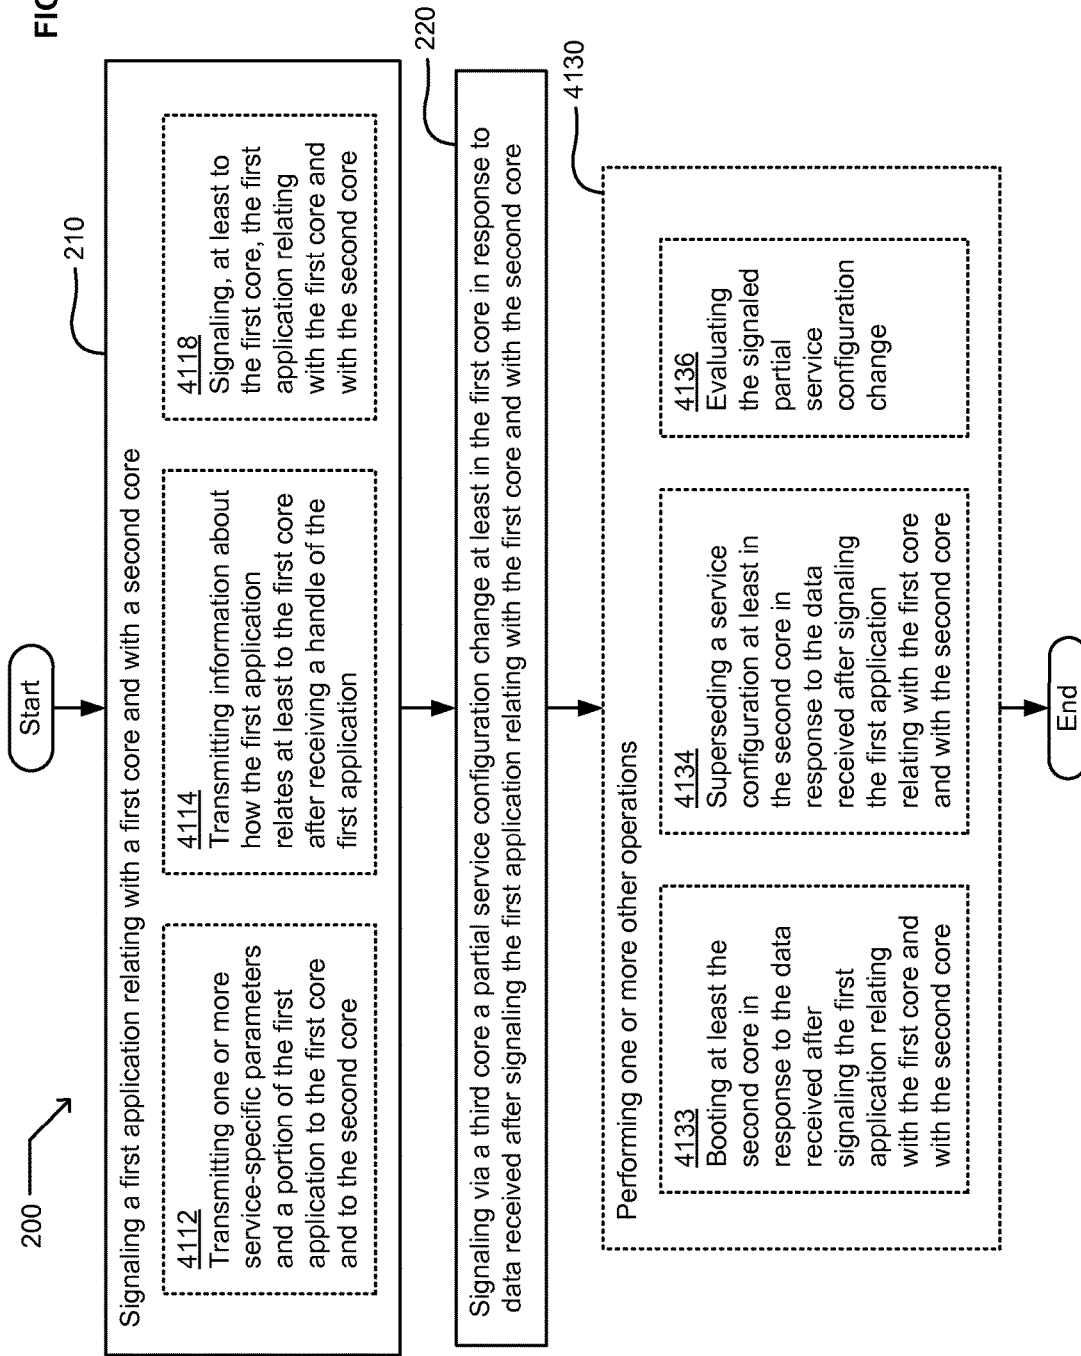 FIG
200
Start
210
Signaling a first application relating with a first core and with a second core
4112
Transmitting one or more
service-specific parameters
and a portion of the first
application to the first core
and to the second core
4114
Transmitting information about
how the first application
relates at least to the first core
after receiving a handle of the
first application
4118
Signaling, at least to
the first core, the first
application relating
with the first core and
with the second core
220
Signaling via a third core a partial service configuration change at least in the first core in response to
data received after signaling the first application relating with the first core and with the second core
4130
Performing one or more other operations
4133
Booting at least the
second core in
response to the data
received after
signaling the first
application relating
with the first core and
with the second core
4134
Superseding a service
configuration at least in
the second core in
response to the data
received after signaling
the first application
relating with the first core
and with the second core
4136
Evaluating
the signaled
partial
service
configuration
change
End